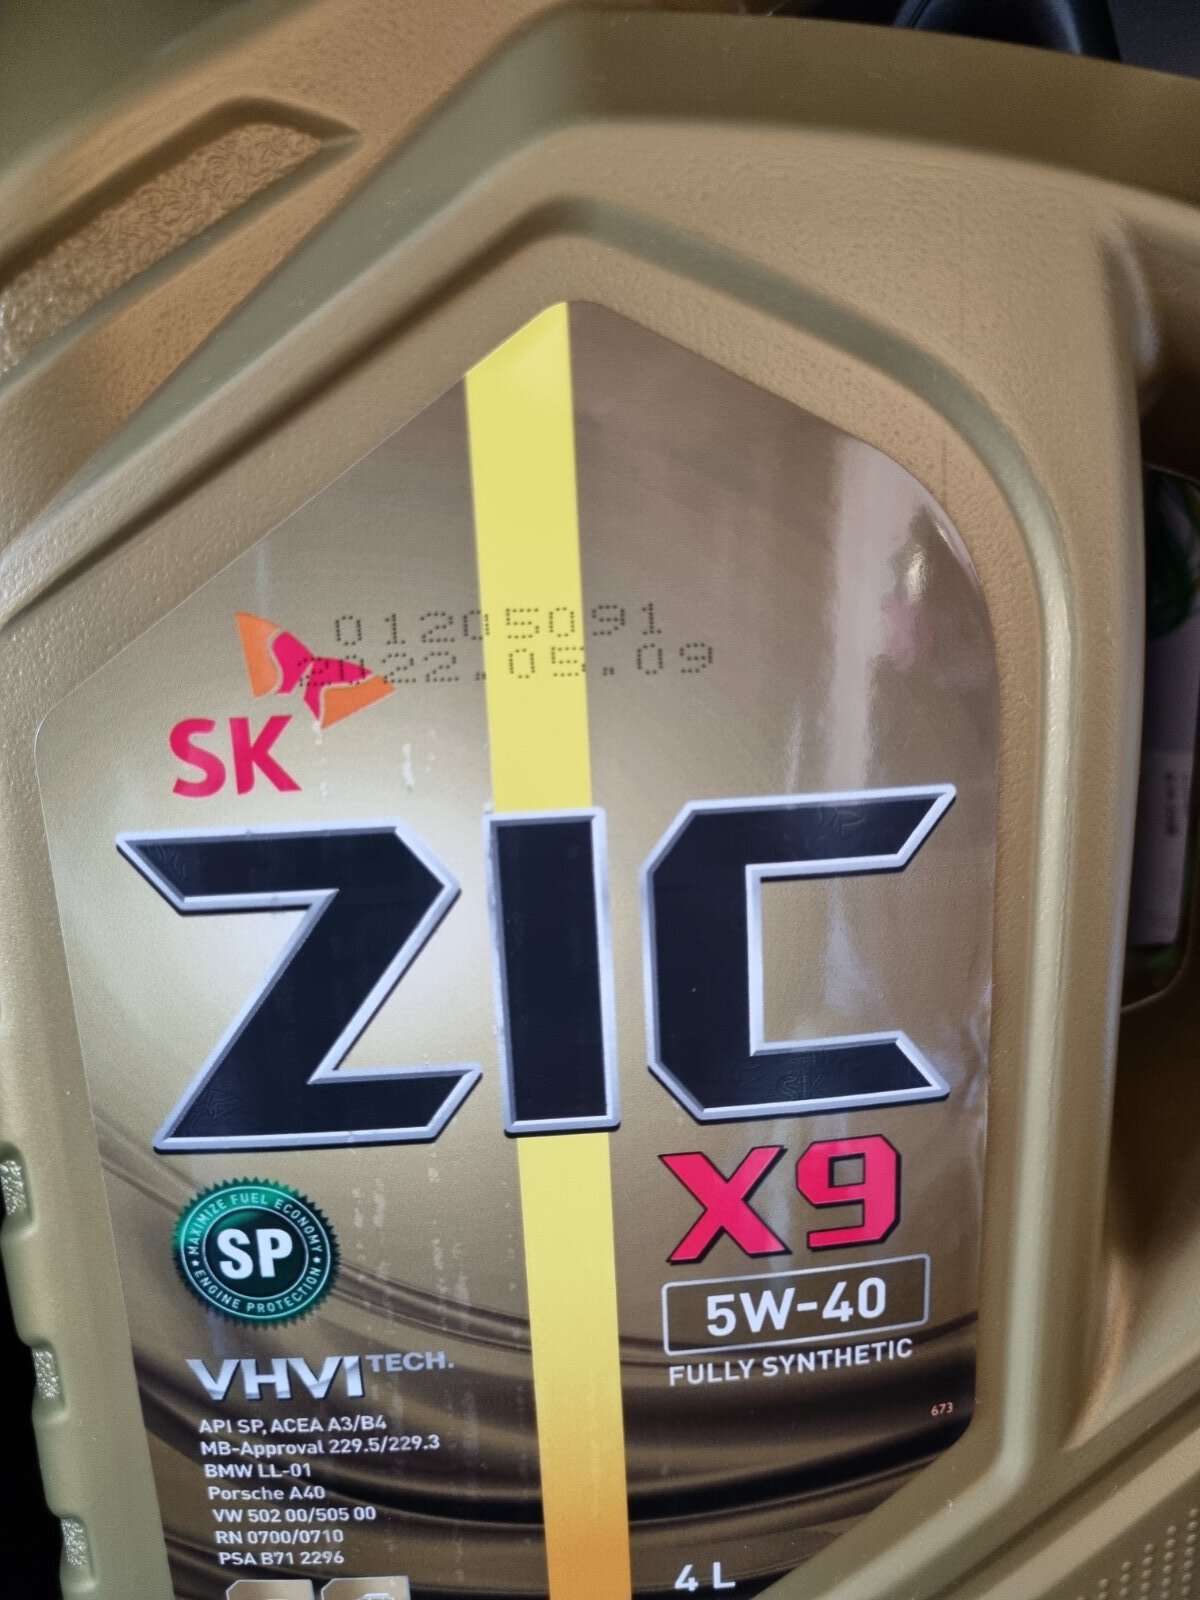 01205091
2022.05.09
SK
ZIC
X9
5W-40
FULLY SYNTHETIC
673
MAXIMIZE FUEL ECONOMY
SP
ENGINE PROTECTION
VHVI TECH.
API SP, ACEA A3/B4
MB-Approval 229.5/229.3
BMW LL-01
Porsche A40
VW 502 00/505 00
RN 0700/0710
PSA B71 2296
4 L